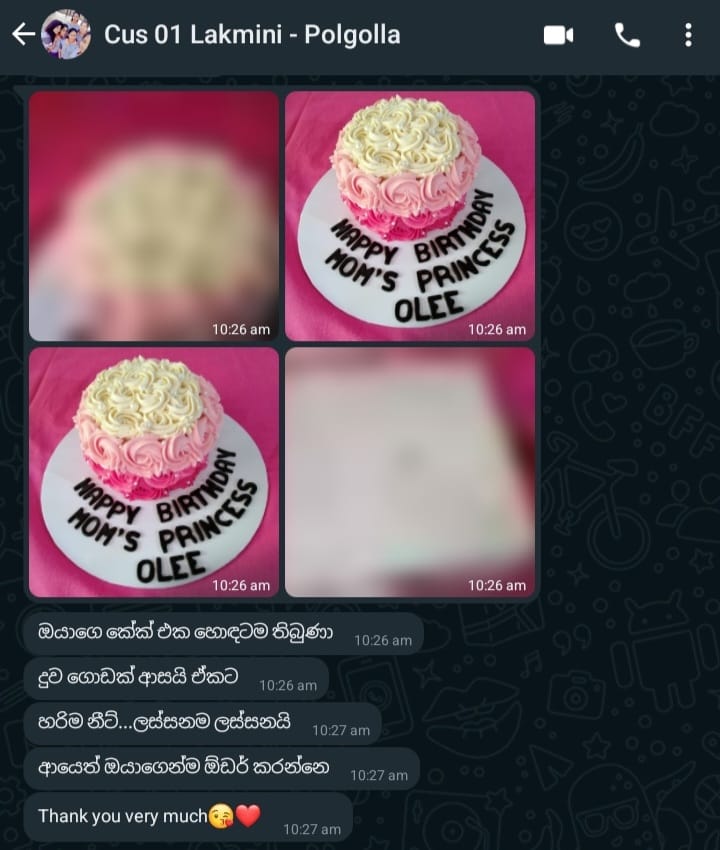 Cus 01 Lakmini - Polgolla
10:26 am
HAPPY BIRTHDAY
MOM'S PRINCESS
OLEE
10:26 am
HAPPY BIRTHDAY
MOM'S PRINCESS
OLEE
10:26 am
10:26 am
ඔයාගෙ කේක් එක හොඳටම තිබුණා 10:26 am
දුව ගොඩක් ආසයි ඒකට 10:26 am
හරිම නීට්...ලස්සනම ලස්සනයි 10:27 am
ආයෙත් ඔයාගෙන්ම ඕඩර් කරන්නෙ 10:27 am
Thank you very much😘❤️ 10:27 am